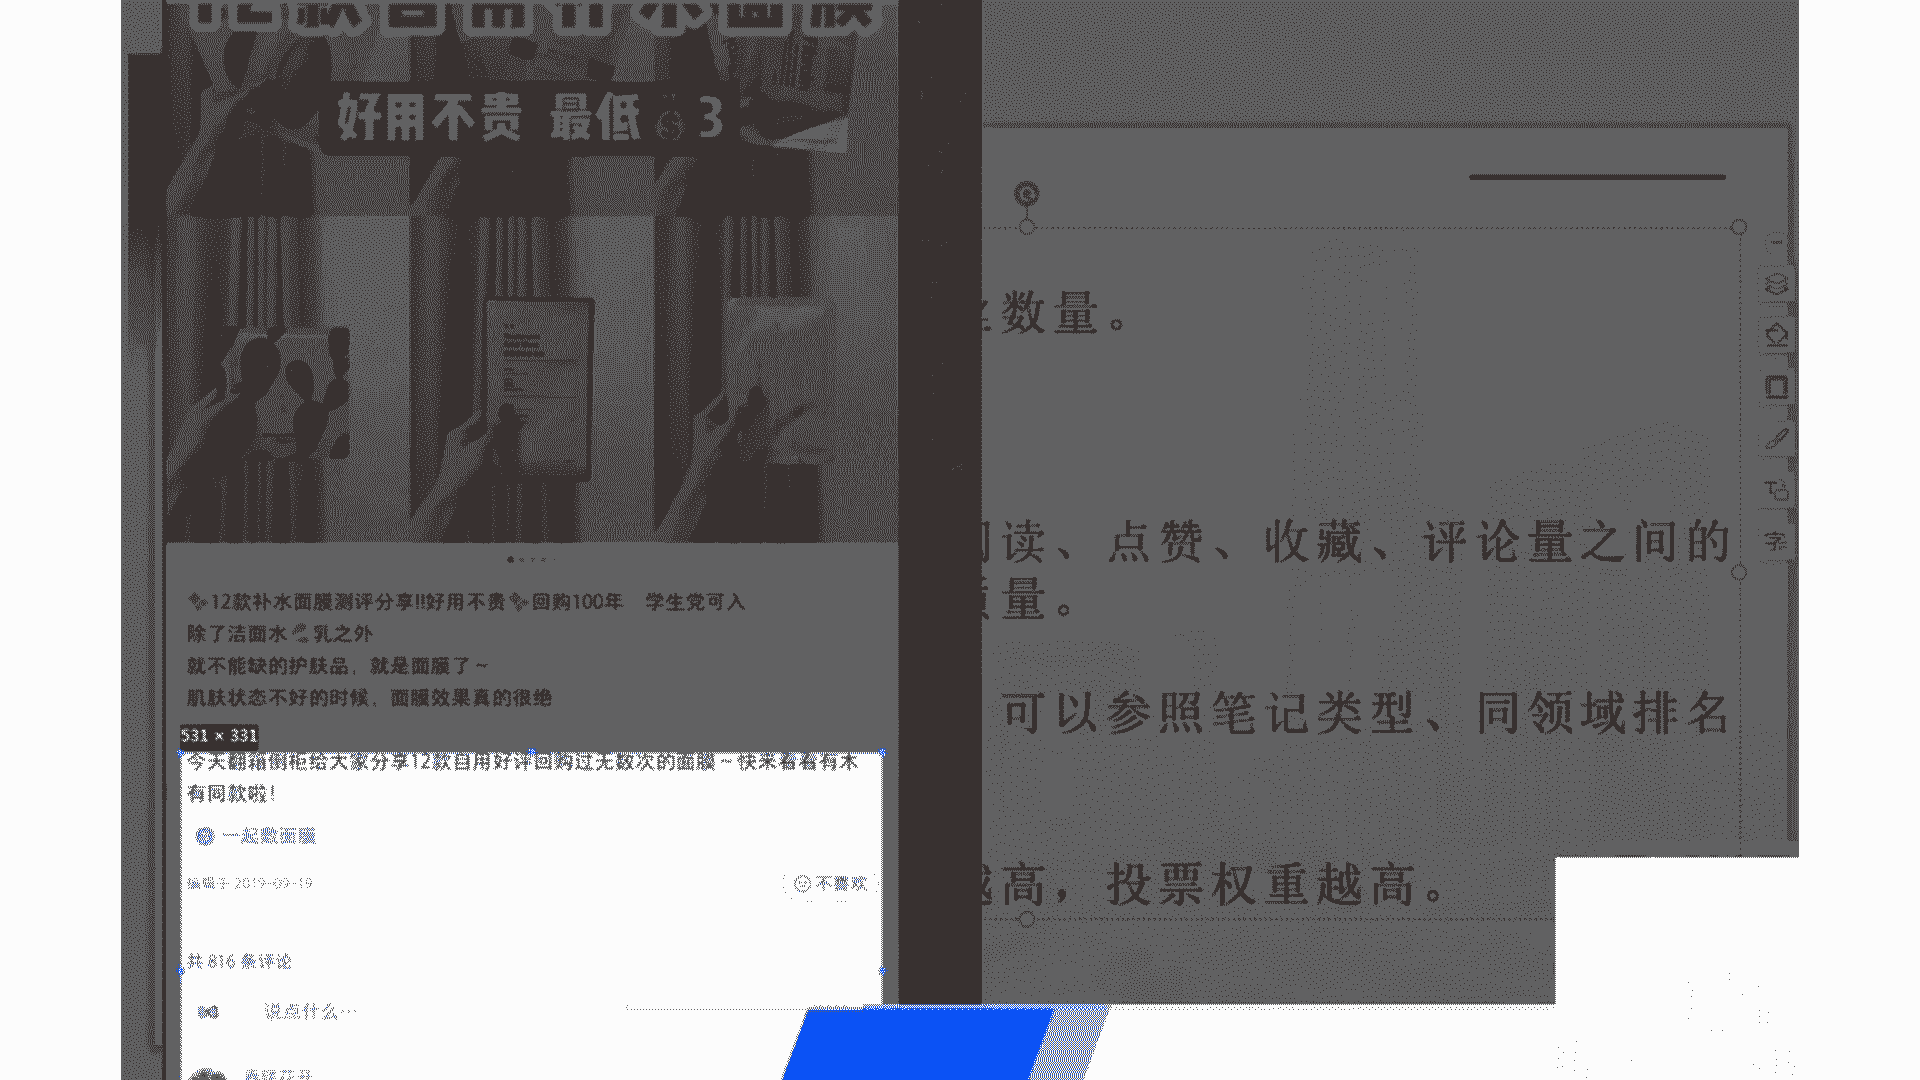 好用不贵 最低 3
12款补水面膜测评分享!!好用不贵 回购100年 学生党可入
除了洁面水 乳之外
就不能缺的护肤品，就是面膜了~
肌肤状态不好的时候，面膜效果真的很绝
531 × 331
今天翻箱倒柜给大家分享12款自用好评回购过无数次的面膜~快来看看有木
有同款啦!
一起敷面膜
编辑于 2019-09-19
不喜欢
共 816 条评论
说点什么...
数量。
读、点赞、收藏、评论量之间的
量。
可以参照笔记类型、同领域排名
越高，投票权重越高。
字